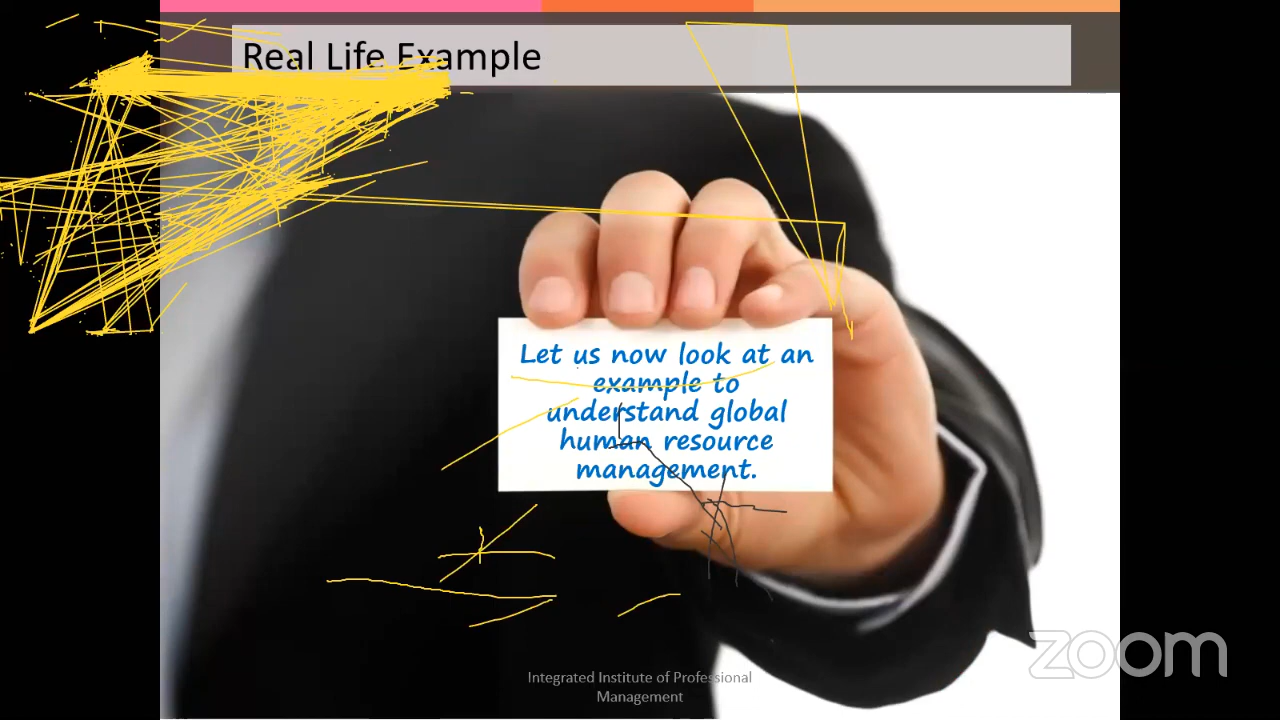 Real Life Example
Let us now look at an
example to
understand global
human resource
management.
Integrated Institute of Professional
Management
zoom